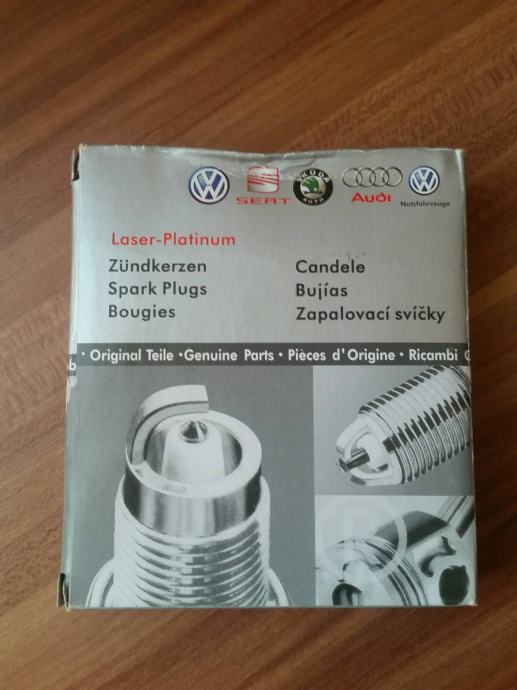 SEAT
ŠKODA
AUTO
Audi
Nutzfahrzeuge
Laser-Platinum
Zündkerzen
Spark Plugs
Bougies
Candele
Bujías
Zapalovací svíčky
· Original Teile · Genuine Parts · Pièces d'Origine · Ricambi
R